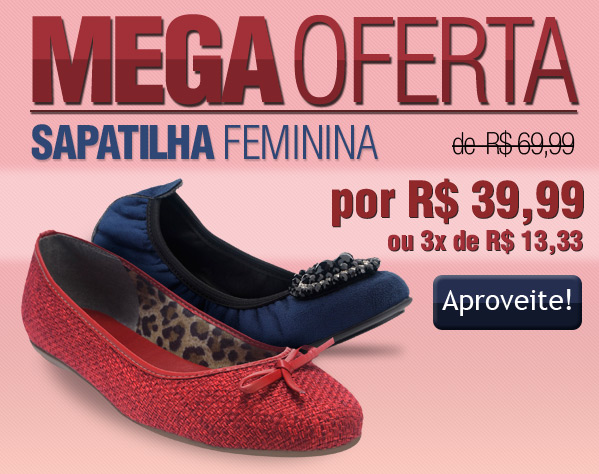 MEGA OFERTA
SAPATILHA FEMININA
de R$ 69,99
por R$ 39,99
ou 3x de R$ 13,33
Aproveite!